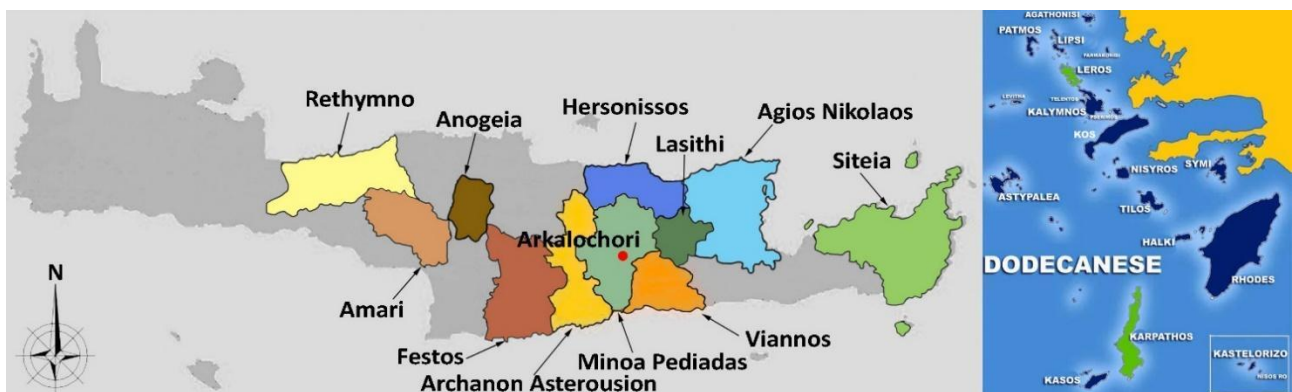 Rethymno
Anogeia
Hersonissos
Lasithi
Agios Nikolaos
Siteia
Arkalochori
N
Amari
Festos
Archanon Asterousion
Minoa Pediadas
Viannos
AGATHONISI
PATMOS
LIPSI
LEROS
TELENTOS
KALYMNOS
KOS
NISYROS
SYMI
ASTYPALEA
TILOS
HALKI
DODECANESE
RHODES
KARPATHOS
KASTELORIZO
KASOS